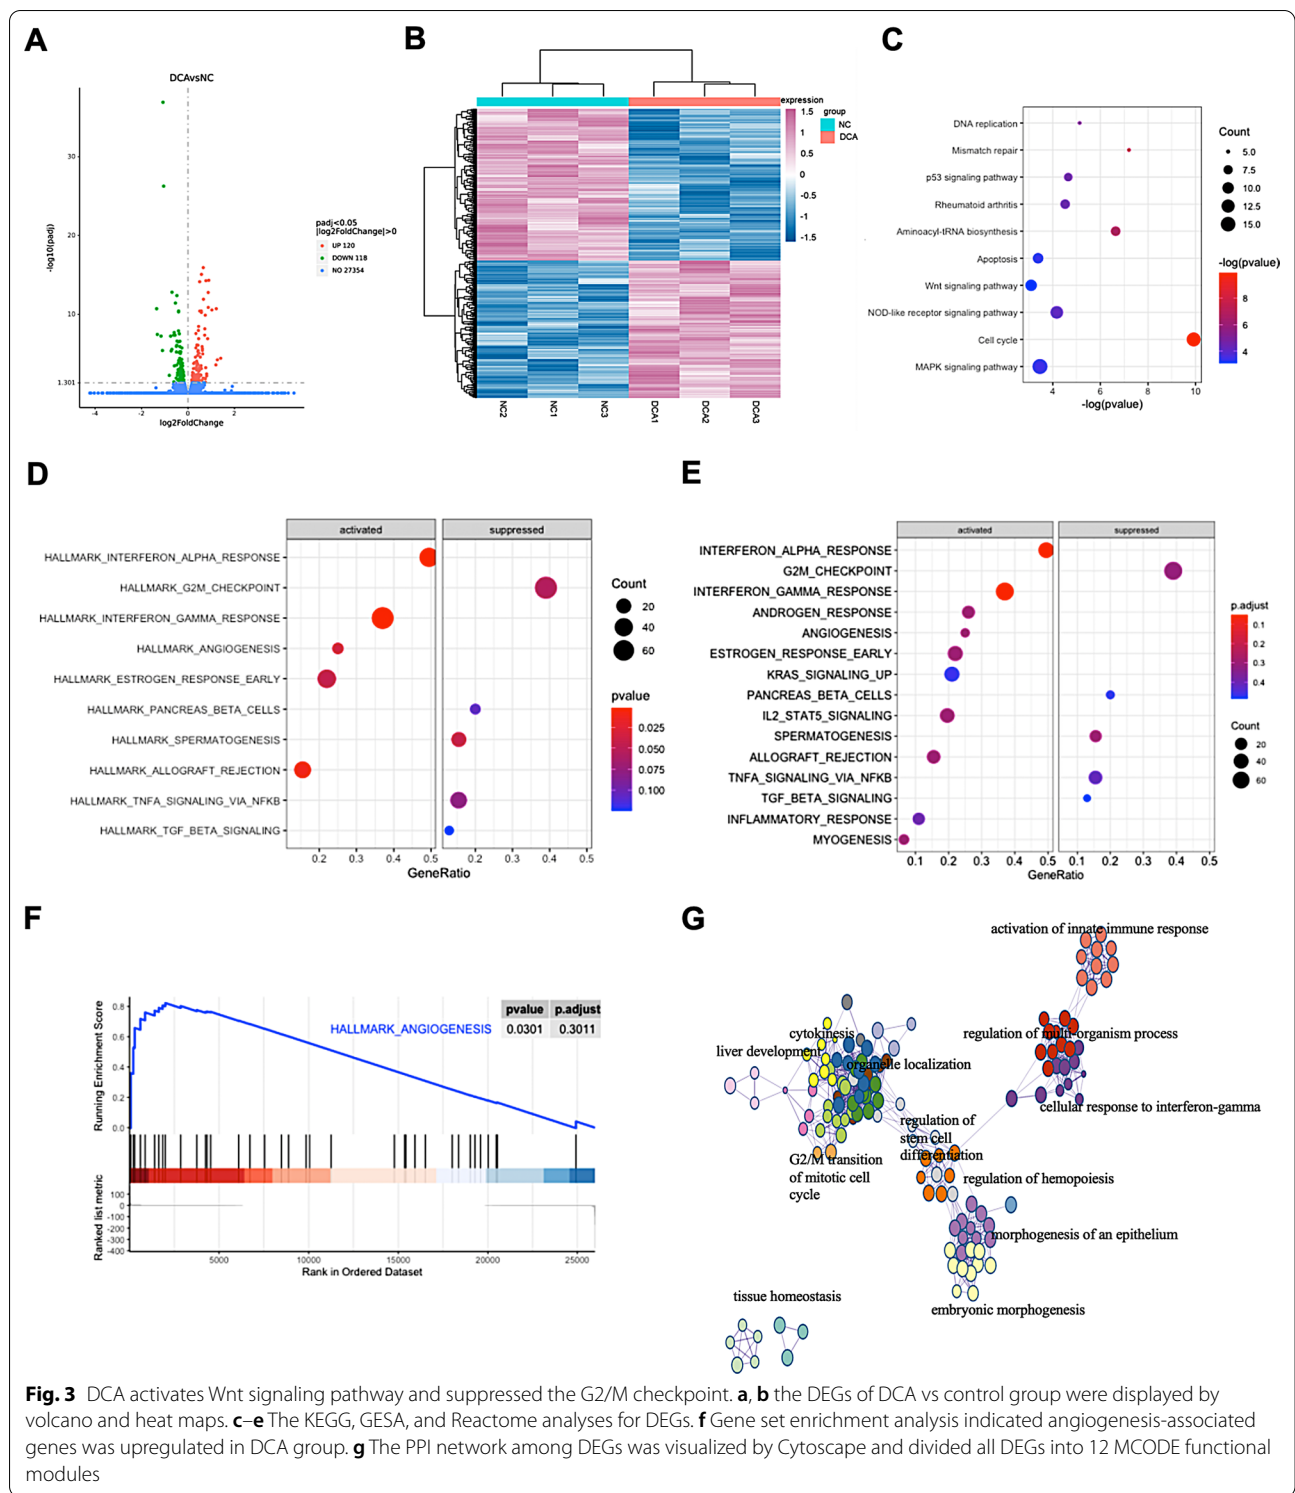 A
DCAvsNC
-log10(padj)
30
20
10
1.301
-4
-2
0
2
log2FoldChange
padj<0.05
|log2FoldChange|>0
UP 120
DOWN 118
NO 27354
B
expression
1.5
1
0.5
0
-0.5
-1
-1.5
group
NC
DCA
NC2
NC1
NC3
DCA1
DCA2
DCA3
C
DNA replication
Mismatch repair
p53 signaling pathway
Rheumatoid arthritis
Aminoacyl-tRNA biosynthesis
Apoptosis
Wnt signaling pathway
NOD-like receptor signaling pathway
Cell cycle
MAPK signaling pathway
4
6
8
10
-log(pvalue)
Count
5.0
7.5
10.0
12.5
15.0
-log(pvalue)
8
6
4
D
activated
suppressed
HALLMARK_INTERFERON_ALPHA_RESPONSE
HALLMARK_G2M_CHECKPOINT
HALLMARK_INTERFERON_GAMMA_RESPONSE
HALLMARK_ANGIOGENESIS
HALLMARK_ESTROGEN_RESPONSE_EARLY
HALLMARK_PANCREAS_BETA_CELLS
HALLMARK_SPERMATOGENESIS
HALLMARK_ALLOGRAFT_REJECTION
HALLMARK_TNFA_SIGNALING_VIA_NFKB
HALLMARK_TGF_BETA_SIGNALING
0.2 0.3 0.4 0.5
0.2 0.3 0.4 0.5
GeneRatio
Count
20
40
60
pvalue
0.025
0.050
0.075
0.100
E
activated
suppressed
INTERFERON_ALPHA_RESPONSE
G2M_CHECKPOINT
INTERFERON_GAMMA_RESPONSE
ANDROGEN_RESPONSE
ANGIOGENESIS
ESTROGEN_RESPONSE_EARLY
KRAS_SIGNALING_UP
PANCREAS_BETA_CELLS
IL2_STAT5_SIGNALING
SPERMATOGENESIS
ALLOGRAFT_REJECTION
TNFA_SIGNALING_VIA_NFKB
TGF_BETA_SIGNALING
INFLAMMATORY_RESPONSE
MYOGENESIS
0.1 0.2 0.3 0.4 0.5
0.1 0.2 0.3 0.4 0.5
GeneRatio
p.adjust
0.1
0.2
0.3
0.4
Count
20
40
60
F
Running Enrichment Score
0.8
0.6
0.4
0.2
0.0
HALLMARK_ANGIOGENESIS
pvalue p.adjust
0.0301 0.3011
Ranked list metric
100
0
-100
-200
-300
-400
5000 10000 15000 20000 25000
Rank in Ordered Dataset
G
activation of innate immune response
cytokinesis
regulation of multi-organism process
liver development
organelle localization
cellular response to interferon-gamma
regulation of
stem cell
differentiation
G2/M transition
of mitotic cell
cycle
regulation of hemopoiesis
morphogenesis of an epithelium
tissue homeostasis
embryonic morphogenesis
Fig. 3 DCA activates Wnt signaling pathway and suppressed the G2/M checkpoint. a, b the DEGs of DCA vs control group were displayed by
volcano and heat maps. c–e The KEGG, GESA, and Reactome analyses for DEGs. f Gene set enrichment analysis indicated angiogenesis-associated
genes was upregulated in DCA group. g The PPI network among DEGs was visualized by Cytoscape and divided all DEGs into 12 MCODE functional
modules